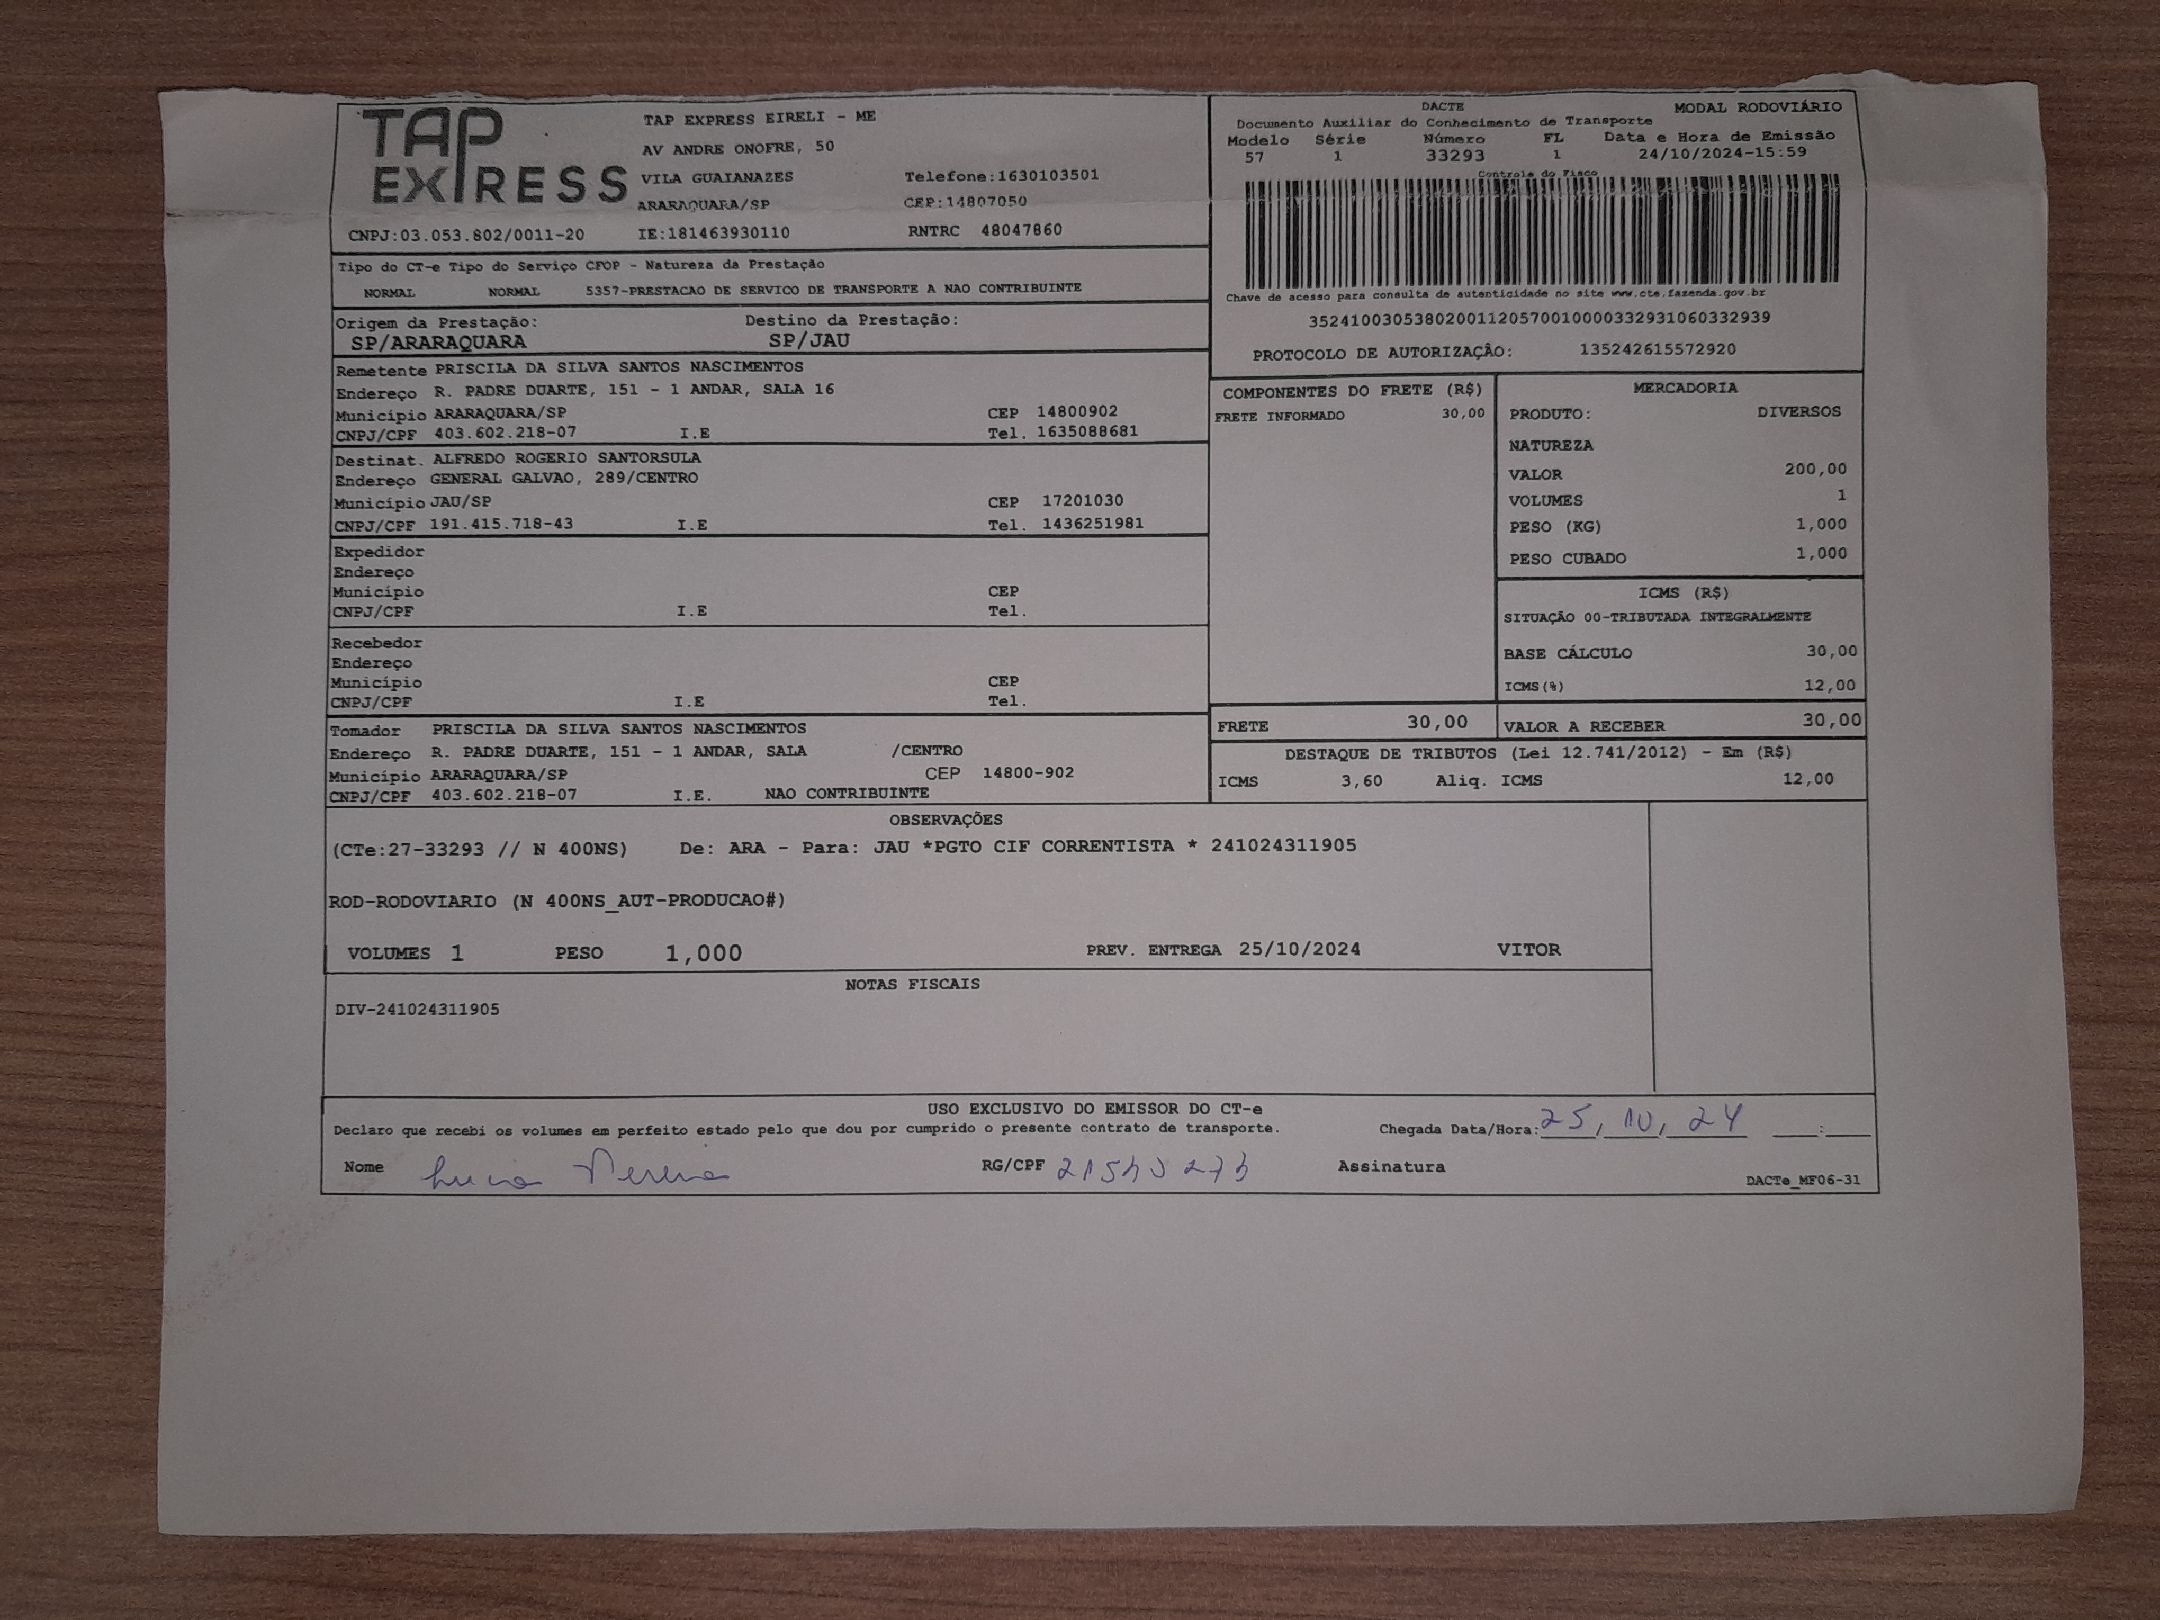 TAP EXPRESS
TAP EXPRESS EIRELI - ME
AV ANDRE ONOFRE, 50
VILA GUAIANAZES Telefone:1630103501
ARARAQUARA/SP CEP:14807050
CNPJ:03.053.802/0011-20 IE:181463930110 RNTRC 48047860
DACTE MODAL RODOVIÁRIO
Documento Auxiliar do Conhecimento de Transporte
Modelo Série Número FL Data e Hora de Emissão
57 1 33293 1 24/10/2024-15:59
Controle do Fisco
Chave de acesso para consulta de autenticidade no site www.cte.fazenda.gov.br
35241003053802001120570010000332931060332939
PROTOCOLO DE AUTORIZAÇÃO: 135242615572920
Tipo do CT-e Tipo do Serviço CFOP - Natureza da Prestação
NORMAL NORMAL 5357-PRESTACAO DE SERVICO DE TRANSPORTE A NAO CONTRIBUINTE
Origem da Prestação: Destino da Prestação:
SP/ARARAQUARA SP/JAU
Remetente PRISCILA DA SILVA SANTOS NASCIMENTOS
Endereço R. PADRE DUARTE, 151 - 1 ANDAR, SALA 16
Município ARARAQUARA/SP CEP 14800902
CNPJ/CPF 403.602.218-07 I.E Tel. 1635088681
Destinat. ALFREDO ROGERIO SANTORSULA
Endereço GENERAL GALVAO, 289/CENTRO
Município JAU/SP CEP 17201030
CNPJ/CPF 191.415.718-43 I.E Tel. 1436251981
Expedidor
Endereço
Município CEP
CNPJ/CPF I.E Tel.
Recebedor
Endereço
Município CEP
CNPJ/CPF I.E Tel.
Tomador PRISCILA DA SILVA SANTOS NASCIMENTOS
Endereço R. PADRE DUARTE, 151 - 1 ANDAR, SALA /CENTRO
Município ARARAQUARA/SP CEP 14800-902
CNPJ/CPF 403.602.218-07 I.E. NAO CONTRIBUINTE
COMPONENTES DO FRETE (R$)
FRETE INFORMADO 30,00
MERCADORIA
PRODUTO: DIVERSOS
NATUREZA
VALOR 200,00
VOLUMES 1
PESO (KG) 1,000
PESO CUBADO 1,000
ICMS (R$)
SITUAÇÃO 00-TRIBUTADA INTEGRALMENTE
BASE CÁLCULO 30,00
ICMS(%) 12,00
FRETE 30,00 VALOR A RECEBER 30,00
DESTAQUE DE TRIBUTOS (Lei 12.741/2012) - Em (R$)
ICMS 3,60 Aliq. ICMS 12,00
OBSERVAÇÕES
(CTe:27-33293 // N 400NS) De: ARA - Para: JAU *PGTO CIF CORRENTISTA * 241024311905
ROD-RODOVIARIO (N 400NS_AUT-PRODUCAO#)
VOLUMES 1 PESO 1,000 PREV. ENTREGA 25/10/2024 VITOR
NOTAS FISCAIS
DIV-241024311905
USO EXCLUSIVO DO EMISSOR DO CT-e
Declaro que recebi os volumes em perfeito estado pelo que dou por cumprido o presente contrato de transporte. Chegada Data/Hora: 25, 10, 24 :
Nome RG/CPF Assinatura
DACTe_MF06-31